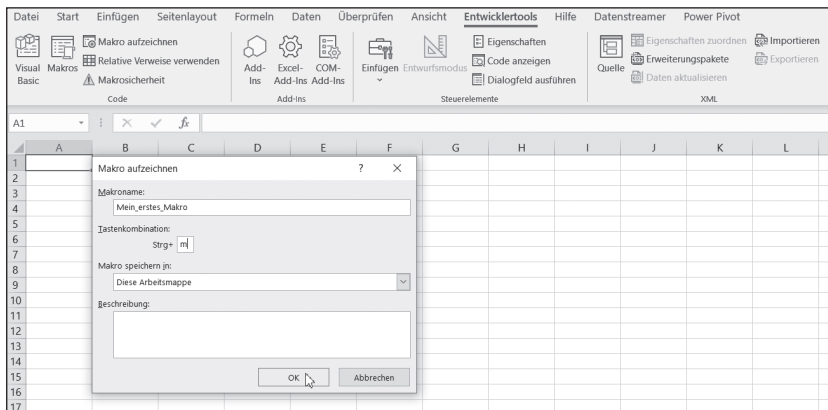 Datei Start Einfügen Seitenlayout Formeln Daten Überprüfen Ansicht Entwicklertools Hilfe Datenstreamer Power Pivot
Visual Basic
Makros
Makro aufzeichnen
Relative Verweise verwenden
Makrosicherheit
Code
Add-Ins
Excel-Add-Ins
COM-Add-Ins
Add-Ins
Einfügen
Entwurfsmodus
Eigenschaften
Code anzeigen
Dialogfeld ausführen
Steuerelemente
Quelle
Eigenschaften zuordnen
Erweiterungspakete
Daten aktualisieren
Importieren
Exportieren
XML
A1
fx
A B C D E F G H I J K L
1
2
3
4
5
6
7
8
9
10
11
12
13
14
15
16
17
Makro aufzeichnen ? ×
Makroname:
Mein_erstes_Makro
Tastenkombination:
Strg+ m
Makro speichern in:
Diese Arbeitsmappe
Beschreibung:
OK Abbrechen